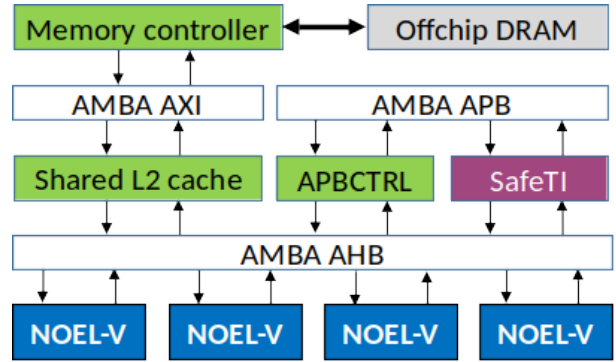 Memory controller
Offchip DRAM
AMBA AXI
AMBA APB
Shared L2 cache
APBCTRL
SafeTI
AMBA AHB
NOEL-V
NOEL-V
NOEL-V
NOEL-V